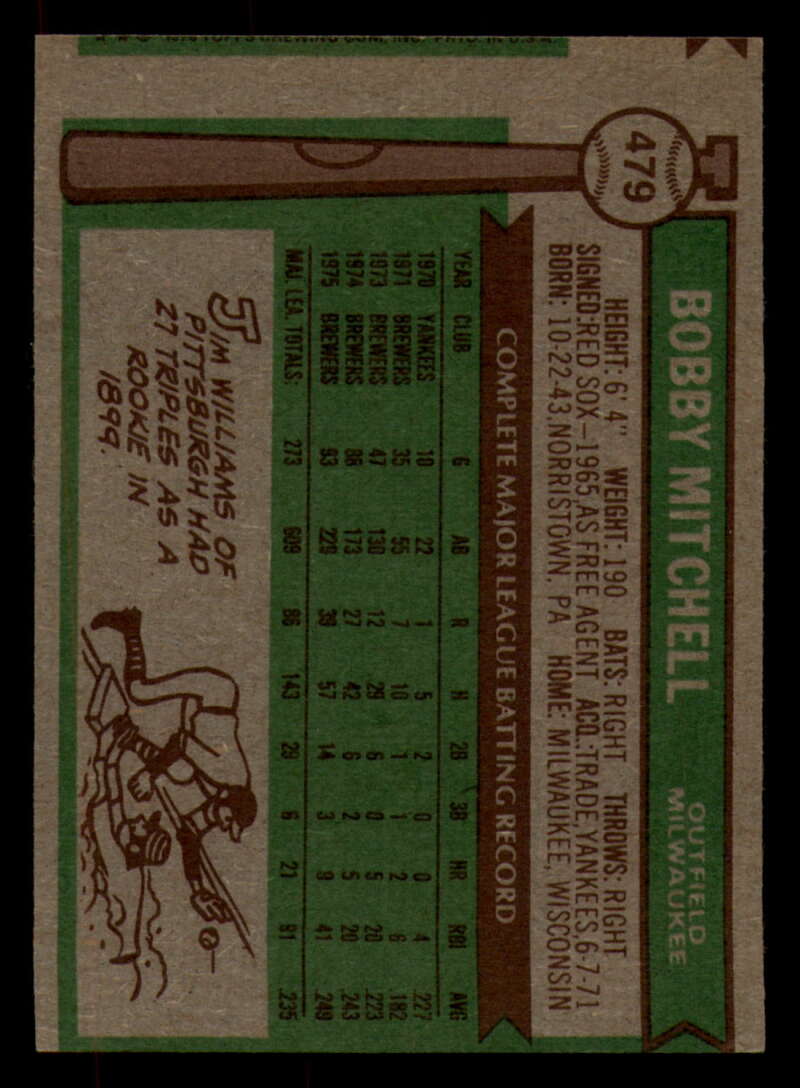 479
BOBBY MITCHELL
OUTFIELD
MILWAUKEE
HEIGHT: 6' 4" WEIGHT: 190 BATS: RIGHT THROWS: RIGHT
SIGNED: RED SOX–1965 AS FREE AGENT ACQ.: TRADE, YANKEES, 6-7-71
BORN: 10-22-43, NORRISTOWN, PA HOME: MILWAUKEE, WISCONSIN
COMPLETE MAJOR LEAGUE BATTING RECORD
YEAR CLUB G AB R H 2B 3B HR RBI AVG
1970 YANKEES 10 22 1 5 2 0 0 4 .227
1971 BREWERS 35 55 7 10 1 1 2 6 .182
1973 BREWERS 47 130 12 29 6 0 5 20 .223
1974 BREWERS 86 173 27 42 6 2 5 20 .243
1975 BREWERS 93 229 39 57 14 3 9 41 .249
MAJ. LEA. TOTALS: 273 609 86 143 29 6 21 91 .235
JIM WILLIAMS OF
PITTSBURGH HAD
27 TRIPLES AS A
ROOKIE IN
1899.